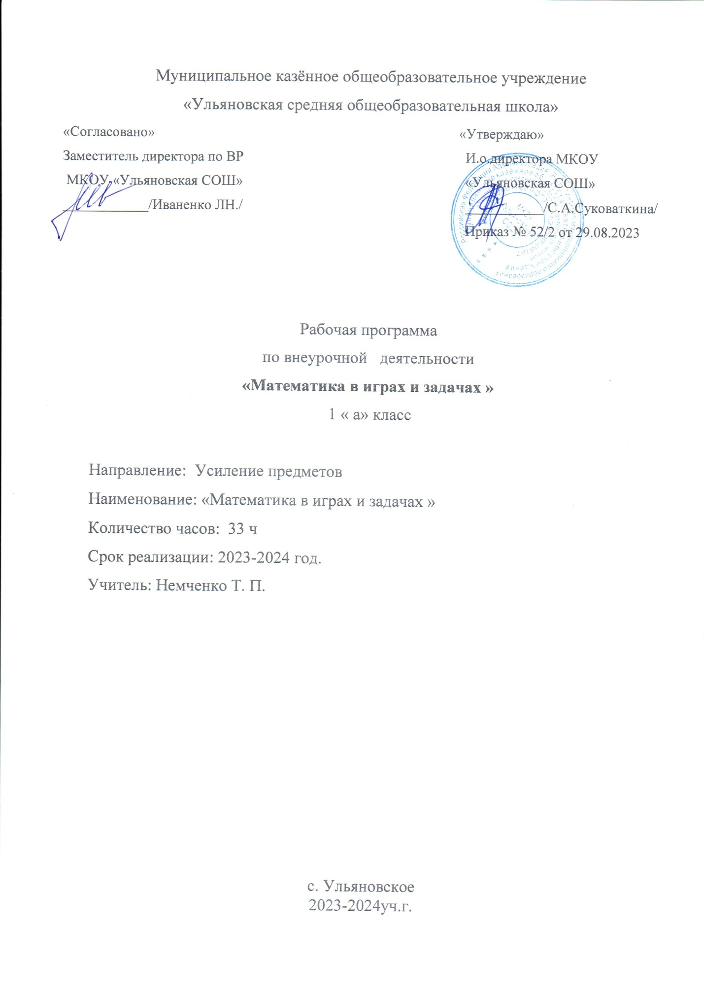 Муниципальное казённое общеобразовательное учреждение
«Ульяновская средняя общеобразовательная школа»
«Согласовано»
Заместитель директора по ВР
МКОУ «Ульяновская СОШ»
____________/Иваненко ЛН./
«Утверждаю»
И.о.директора МКОУ
«Ульяновская СОШ»
___________/С.А.Суковаткина/
Приказ № 52/2 от 29.08.2023
Рабочая программа
по внеурочной деятельности
«Математика в играх и задачах »
1 « а» класс
Направление: Усиление предметов
Наименование: «Математика в играх и задачах »
Количество часов: 33 ч
Срок реализации: 2023-2024 год.
Учитель: Немченко Т. П.
с. Ульяновское
2023-2024уч.г.